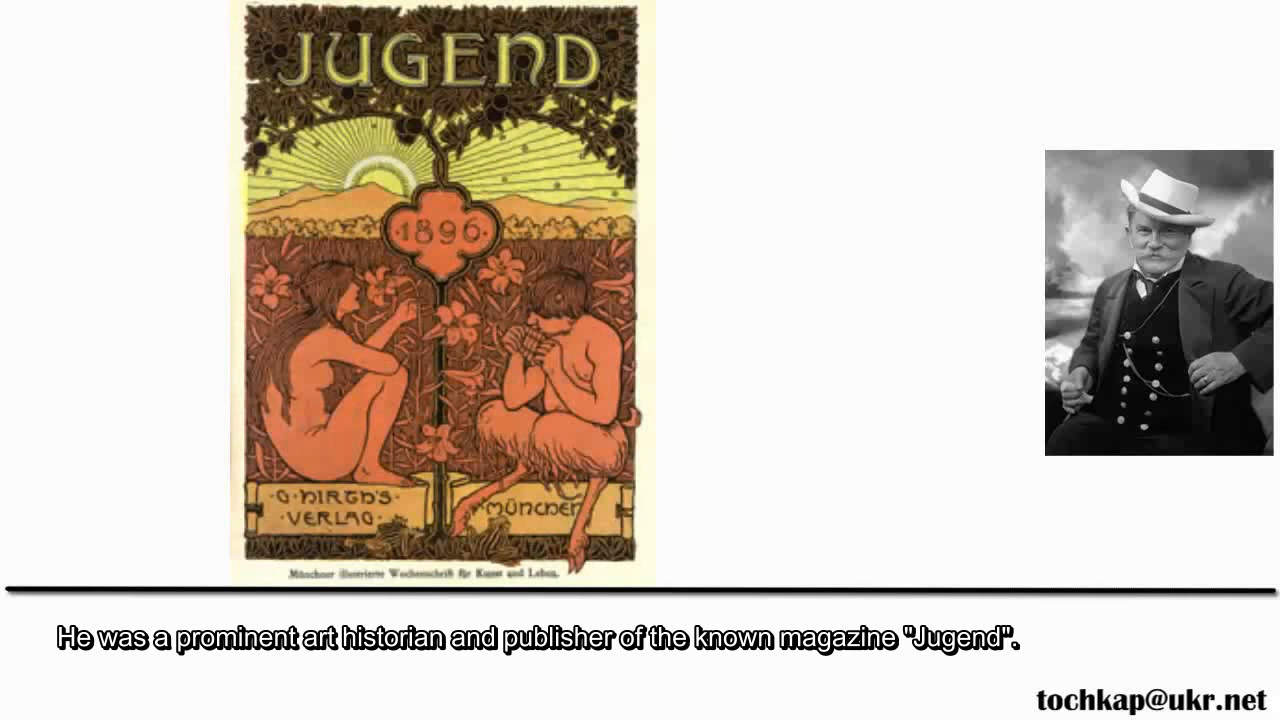 JUGEND
·1896·
·G·HIRTH'S·
·VERLAG·
MÜNCHEN
Münchner illustrierte Wochenschrift für Kunst und Leben.
He was a prominent art historian and publisher of the known magazine "Jugend".
tochkap@ukr.net